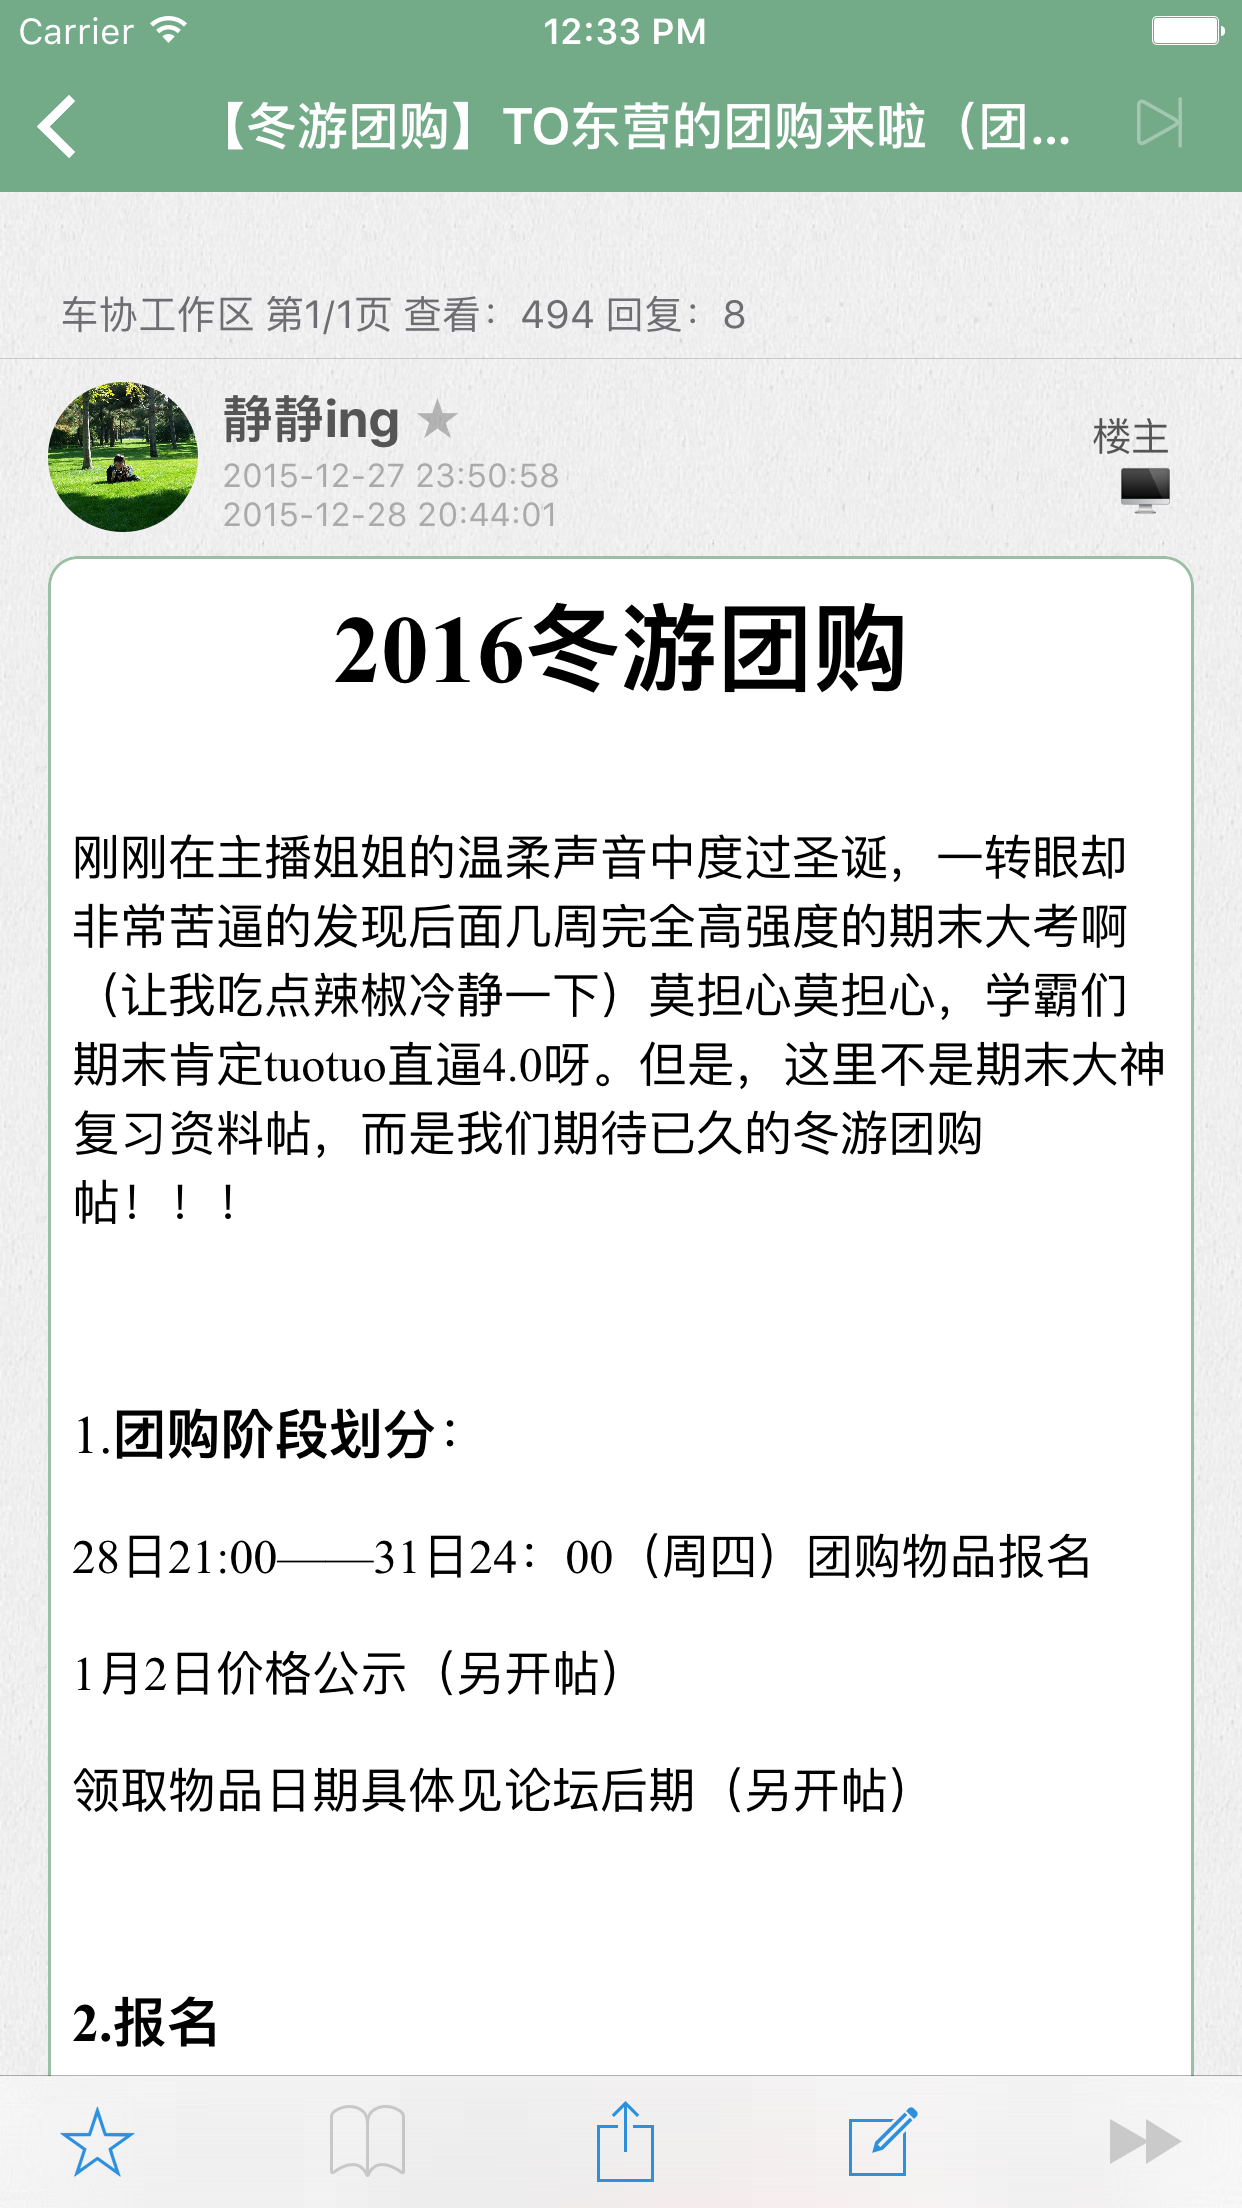 Carrier 12:33 PM
【冬游团购】TO东营的团购来啦（团...
车协工作区 第1/1页 查看：494 回复：8
静静ing
楼主
2015-12-27 23:50:58
2015-12-28 20:44:01
2016冬游团购
刚刚在主播姐姐的温柔声音中度过圣诞，一转眼却
非常苦逼的发现后面几周完全高强度的期末大考啊
（让我吃点辣椒冷静一下）莫担心莫担心，学霸们
期末肯定tuotuo直逼4.0呀。但是，这里不是期末大神
复习资料帖，而是我们期待已久的冬游团购
帖！！！
1.团购阶段划分：
28日21:00——31日24：00（周四）团购物品报名
1月2日价格公示（另开帖）
领取物品日期具体见论坛后期（另开帖）
2.报名